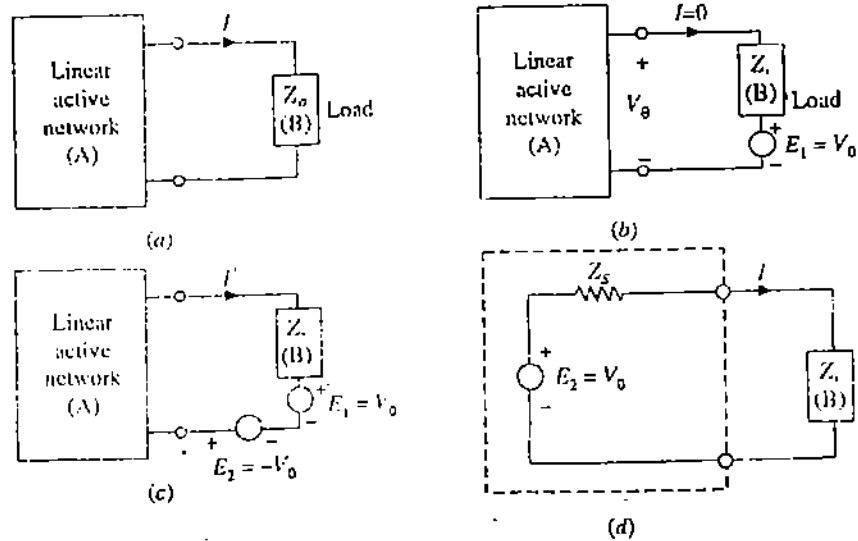 I
Linear
active
network
(A)
Z
(B)
Load
(a)
I=0
Linear
active
network
(A)
+
V
−
(B)
Load
+
E₁ = V₀
−
(b)
I'
Linear
active
network
(A)
(B)
+
E₁ = V₀
−
+
−
E₂ = −V₀
(c)
Z_S
I
+
E₂ = V₀
−
(B)
(d)